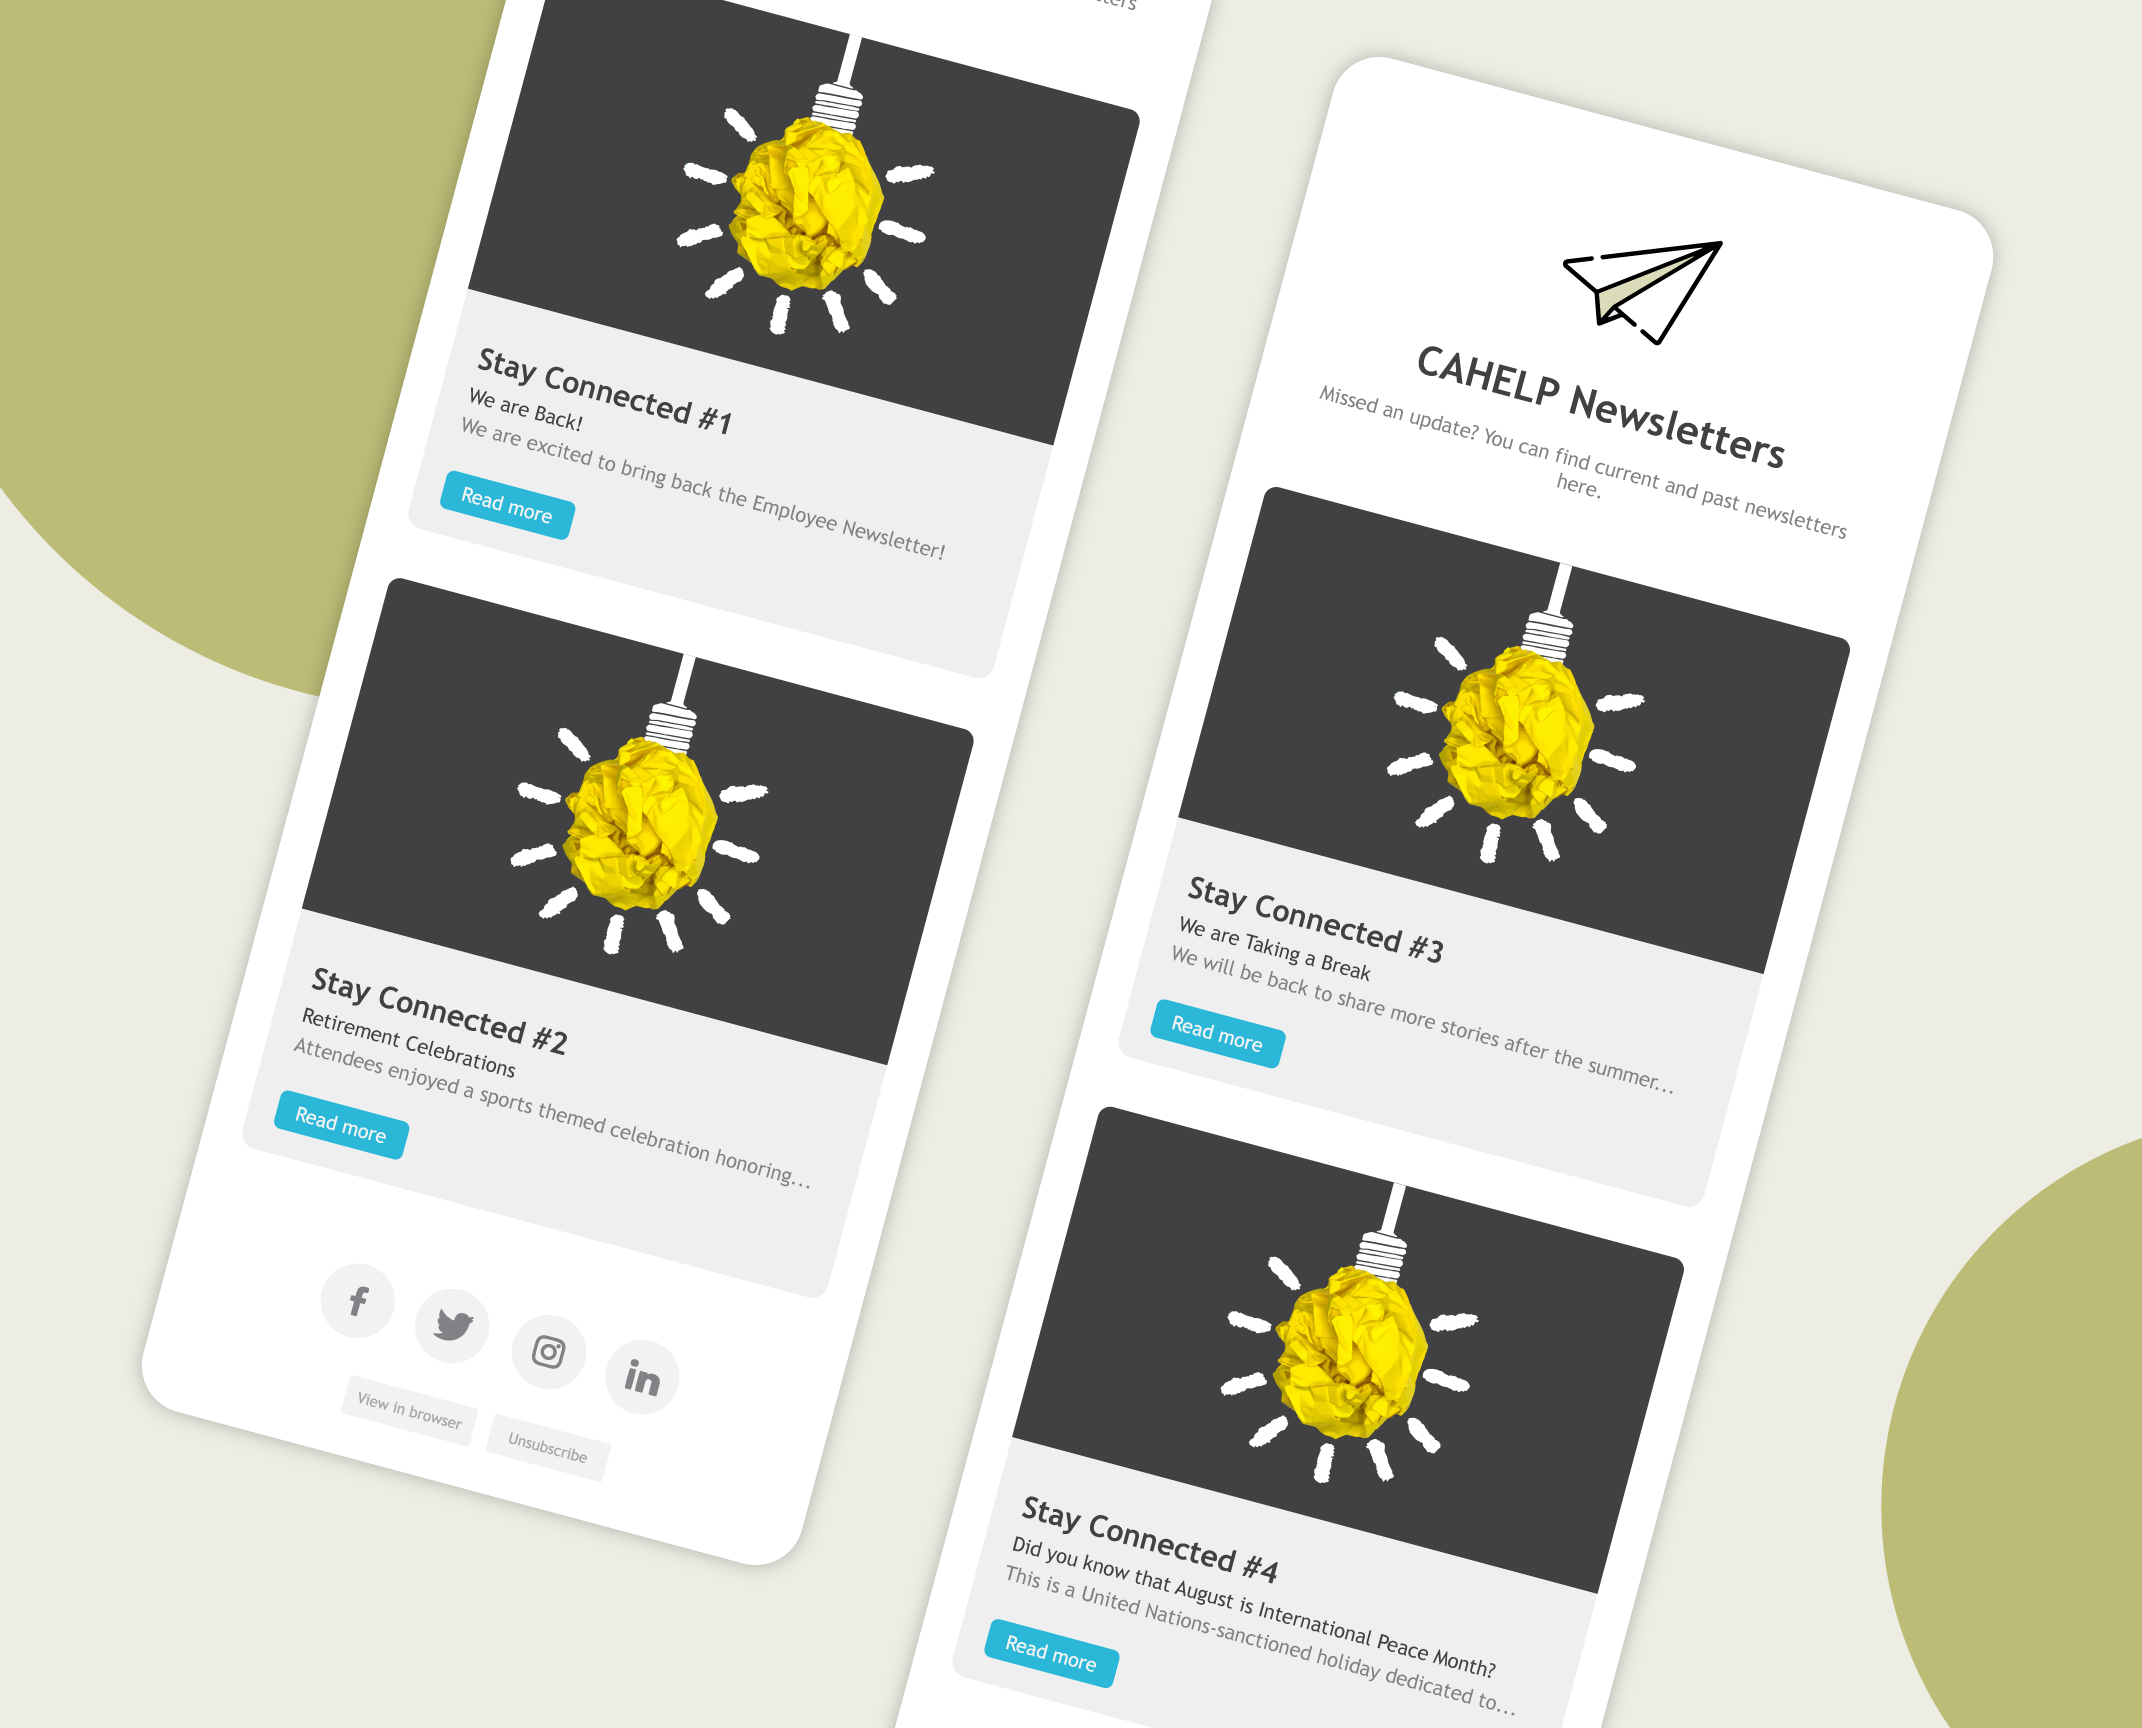 Stay Connected #1
We are Back!
We are excited to bring back the Employee Newsletter!
Read more
Stay Connected #2
Retirement Celebrations
Attendees enjoyed a sports themed celebration honoring...
Read more
View in browser
Unsubscribe
CAHELP Newsletters
Missed an update? You can find current and past newsletters
here.
Stay Connected #3
We are Taking a Break
We will be back to share more stories after the summer...
Read more
Stay Connected #4
Did you know that August is International Peace Month?
This is a United Nations-sanctioned holiday dedicated to...
Read more